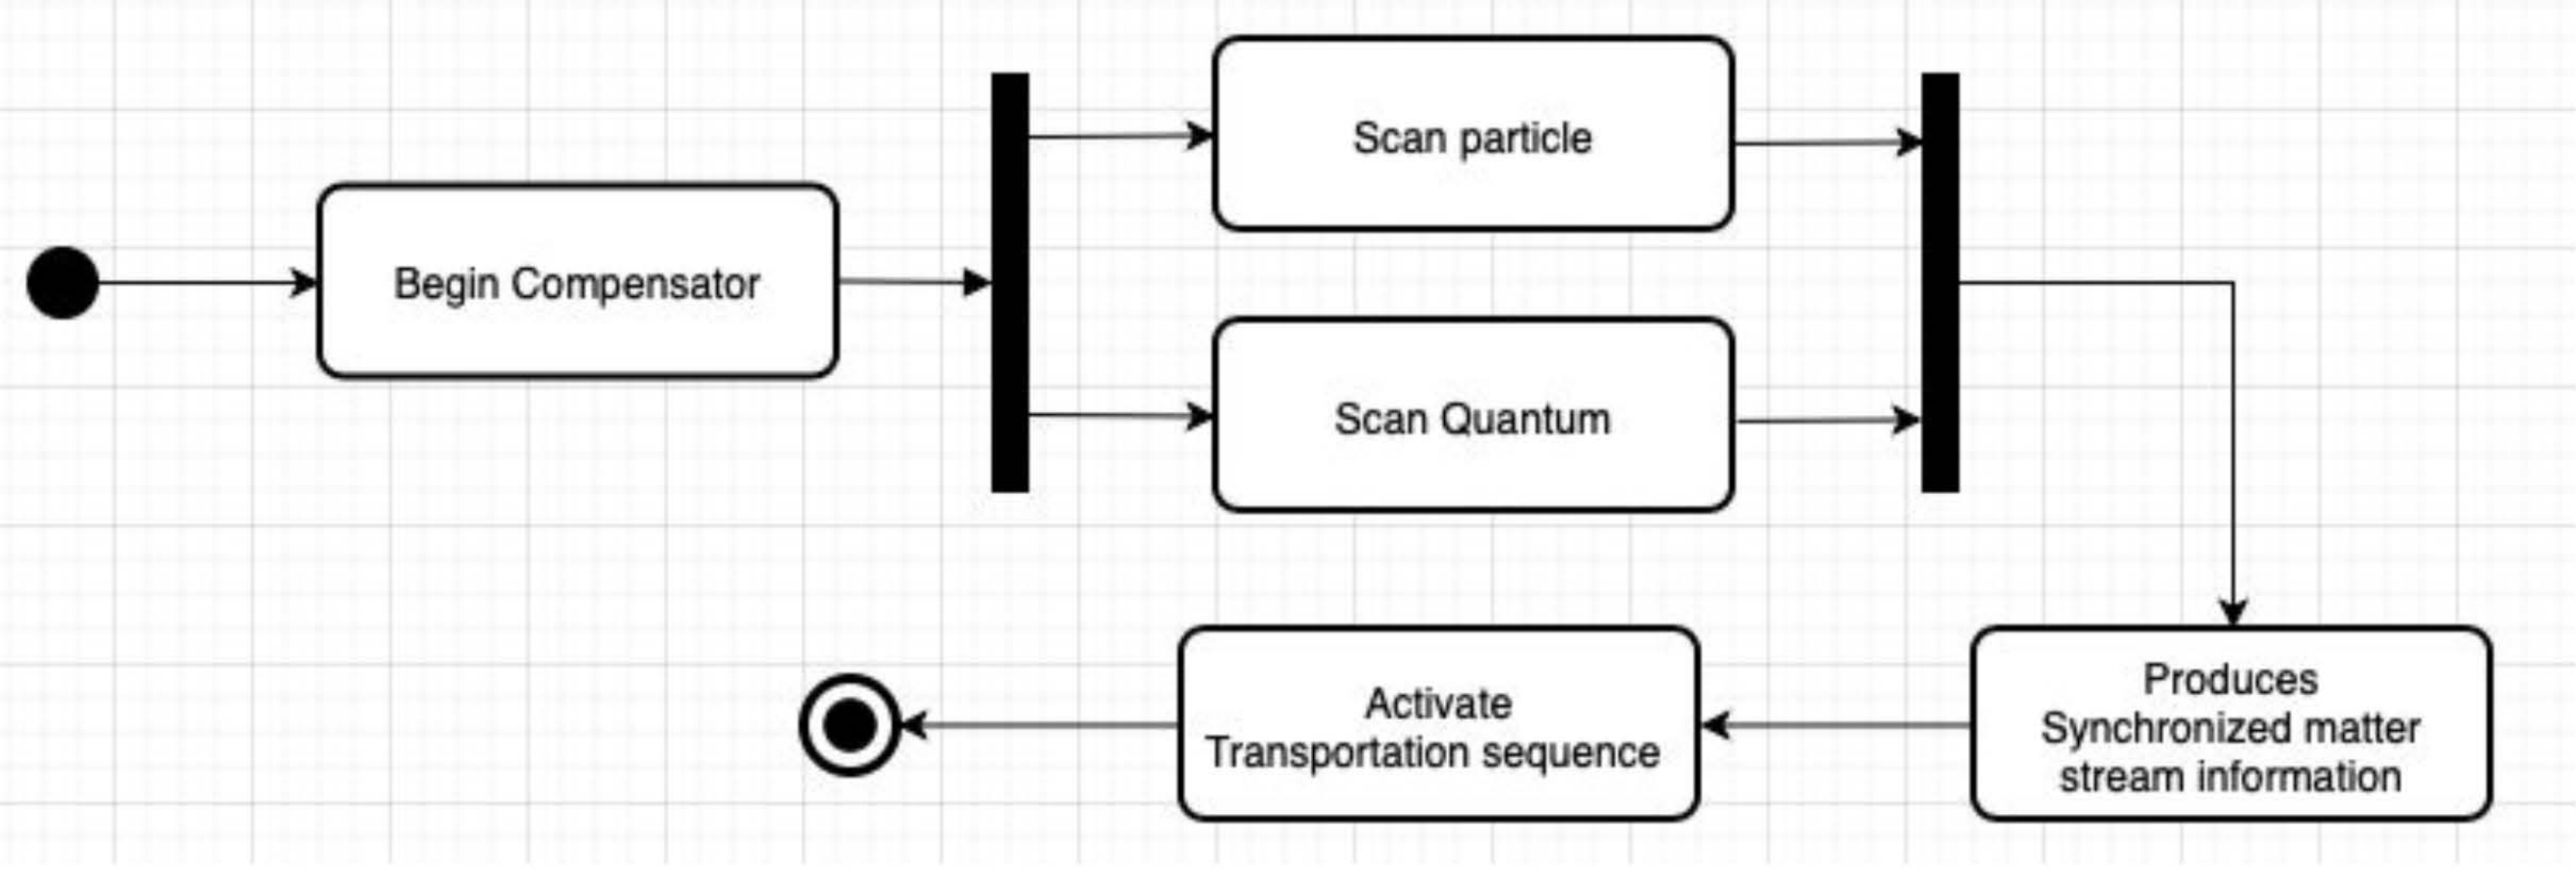 Begin Compensator
Scan particle
Scan Quantum
Produces
Synchronized matter
stream information
Activate
Transportation sequence